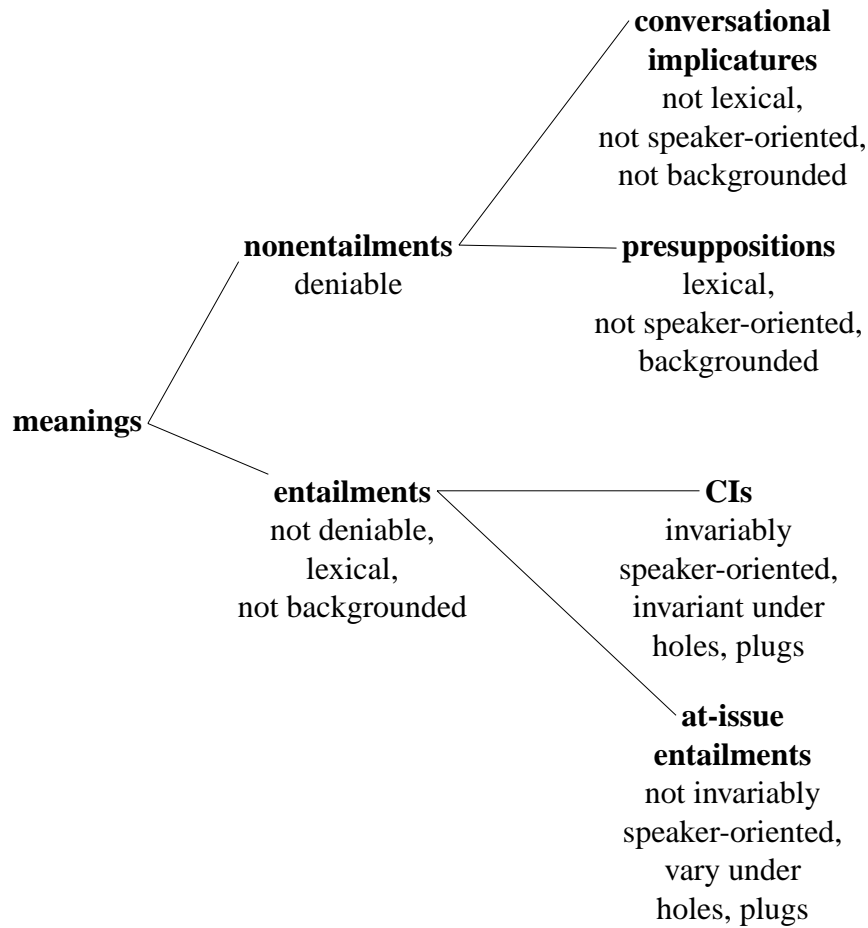 conversational
implicatures
not lexical,
not speaker-oriented,
not backgrounded
nonentailments
deniable
presuppositions
lexical,
not speaker-oriented,
backgrounded
meanings
entailments
not deniable,
lexical,
not backgrounded
CIs
invariably
speaker-oriented,
invariant under
holes, plugs
at-issue
entailments
not invariably
speaker-oriented,
vary under
holes, plugs